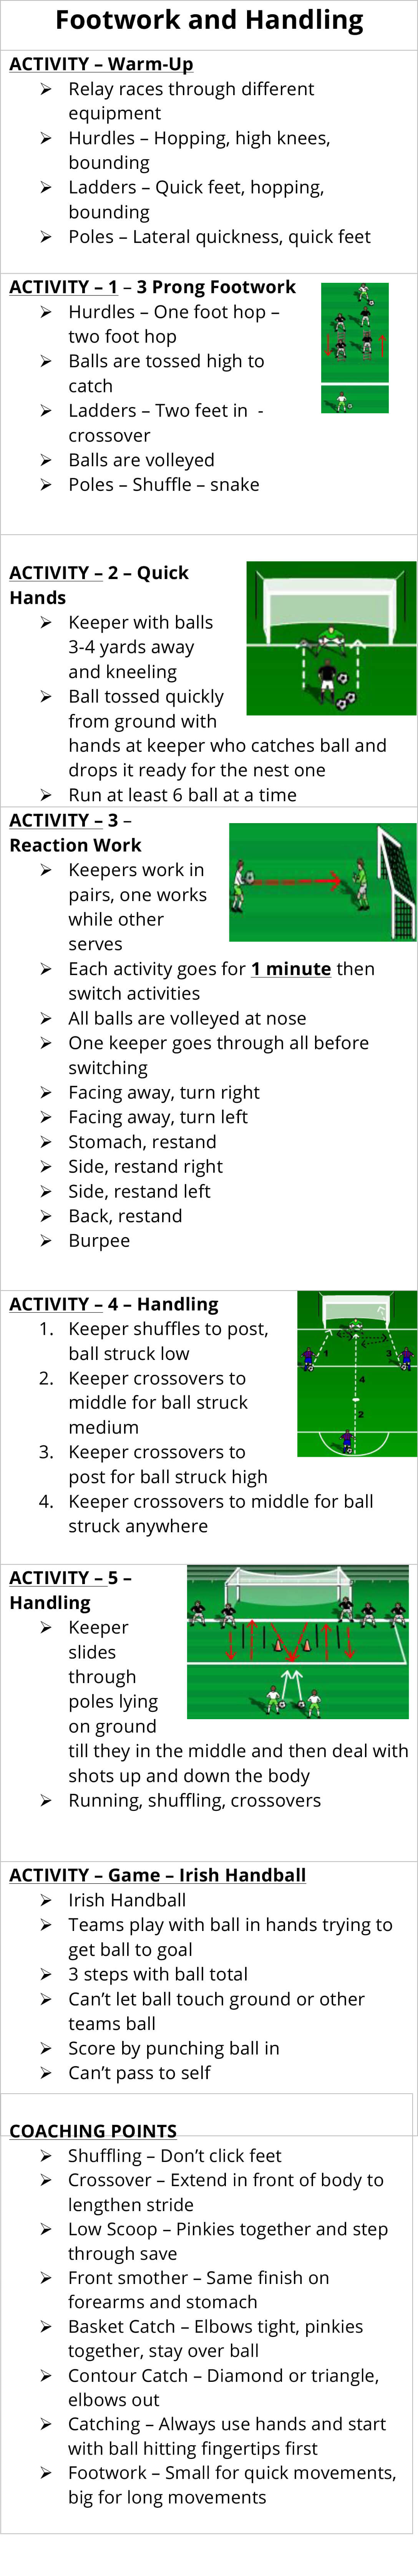 Footwork and Handling
ACTIVITY – Warm-Up
➢ Relay races through different
equipment
➢ Hurdles – Hopping, high knees,
bounding
➢ Ladders – Quick feet, hopping,
bounding
➢ Poles – Lateral quickness, quick feet
ACTIVITY – 1 – 3 Prong Footwork
➢ Hurdles – One foot hop –
two foot hop
➢ Balls are tossed high to
catch
➢ Ladders – Two feet in -
crossover
➢ Balls are volleyed
➢ Poles – Shuffle – snake
ACTIVITY – 2 – Quick
Hands
➢ Keeper with balls
3-4 yards away
and kneeling
➢ Ball tossed quickly
from ground with
hands at keeper who catches ball and
drops it ready for the nest one
➢ Run at least 6 ball at a time
ACTIVITY – 3 –
Reaction Work
➢ Keepers work in
pairs, one works
while other
serves
➢ Each activity goes for 1 minute then
switch activities
➢ All balls are volleyed at nose
➢ One keeper goes through all before
switching
➢ Facing away, turn right
➢ Facing away, turn left
➢ Stomach, restand
➢ Side, restand right
➢ Side, restand left
➢ Back, restand
➢ Burpee
ACTIVITY – 4 – Handling
1. Keeper shuffles to post,
ball struck low
2. Keeper crossovers to
middle for ball struck
medium
3. Keeper crossovers to
post for ball struck high
4. Keeper crossovers to middle for ball
struck anywhere
1
3
4
2
ACTIVITY – 5 –
Handling
➢ Keeper
slides
through
poles lying
on ground
till they in the middle and then deal with
shots up and down the body
➢ Running, shuffling, crossovers
ACTIVITY – Game – Irish Handball
➢ Irish Handball
➢ Teams play with ball in hands trying to
get ball to goal
➢ 3 steps with ball total
➢ Can’t let ball touch ground or other
teams ball
➢ Score by punching ball in
➢ Can’t pass to self
COACHING POINTS
➢ Shuffling – Don’t click feet
➢ Crossover – Extend in front of body to
lengthen stride
➢ Low Scoop – Pinkies together and step
through save
➢ Front smother – Same finish on
forearms and stomach
➢ Basket Catch – Elbows tight, pinkies
together, stay over ball
➢ Contour Catch – Diamond or triangle,
elbows out
➢ Catching – Always use hands and start
with ball hitting fingertips first
➢ Footwork – Small for quick movements,
big for long movements